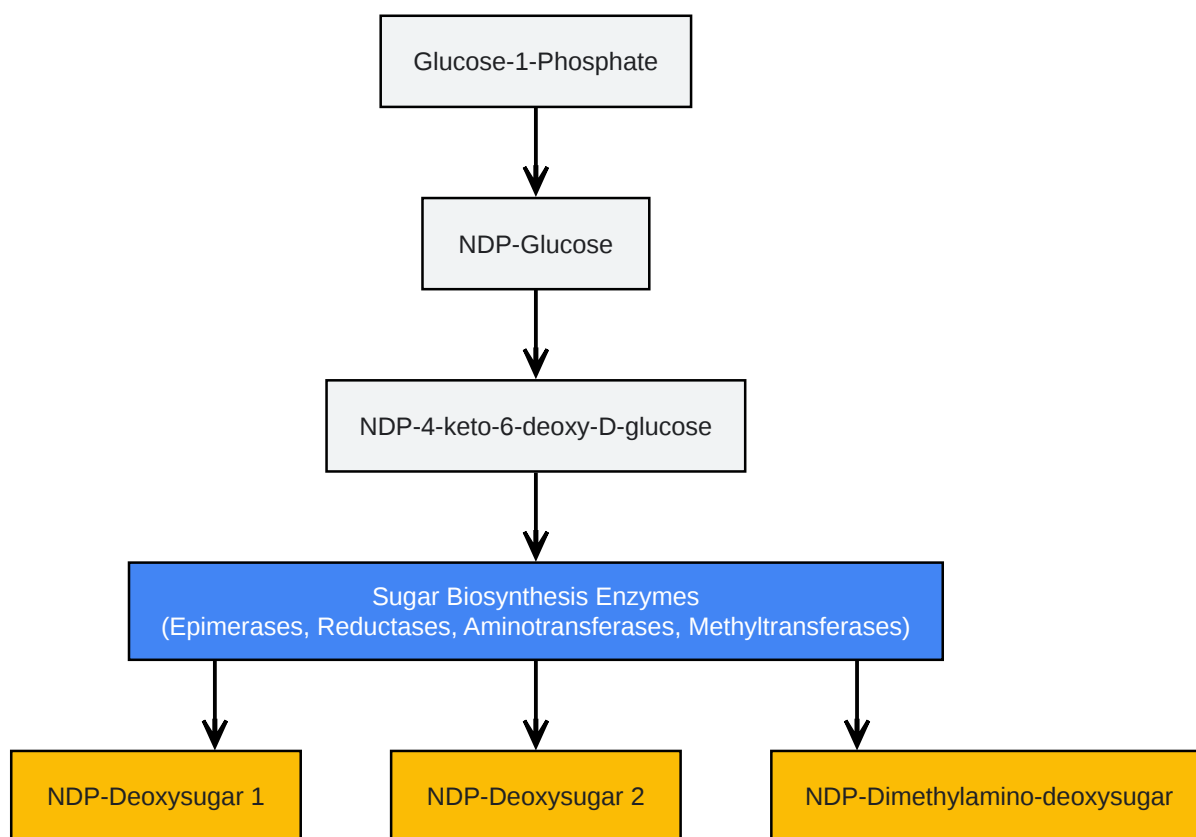 Glucose-1-Phosphate
NDP-Glucose
NDP-4-keto-6-deoxy-D-glucose
Sugar Biosynthesis Enzymes
(Epimerases, Reductases, Aminotransferases, Methyltransferases)
NDP-Deoxysugar 1
NDP-Deoxysugar 2
NDP-Dimethylamino-deoxysugar